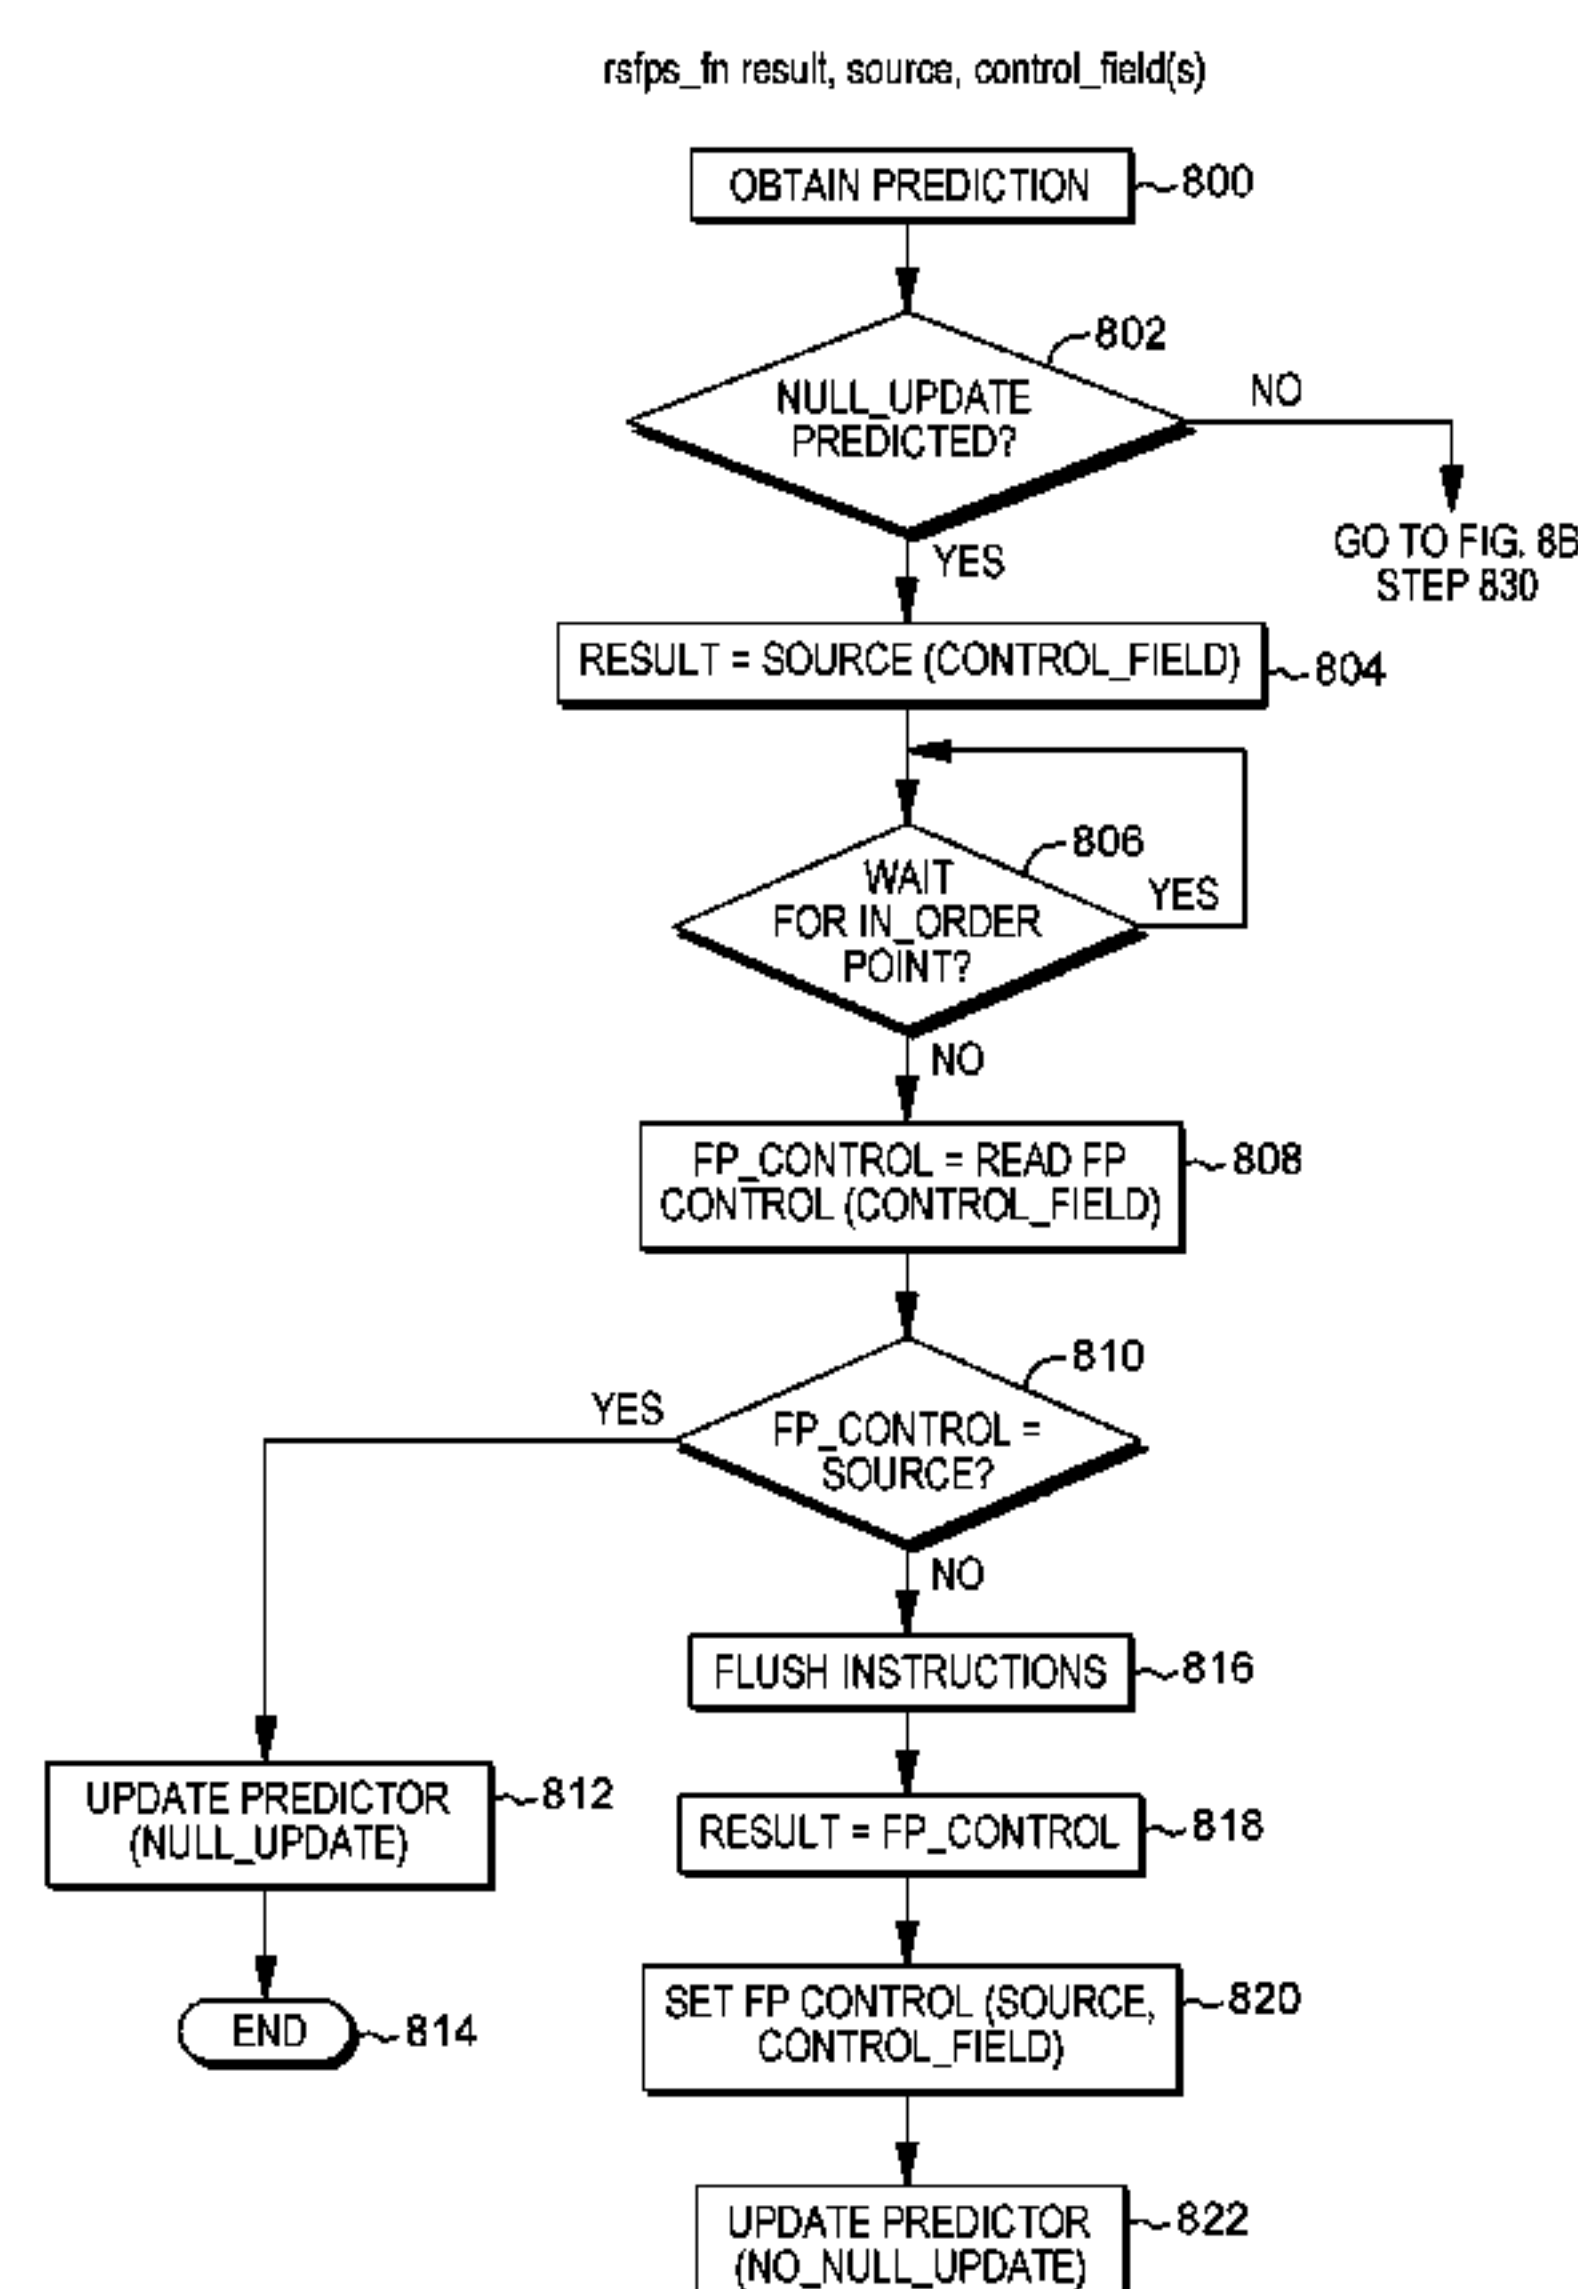 rsfps_fn result, source, control_field(s)
OBTAIN PREDICTION
800
802
NULL_UPDATE
PREDICTED?
NO
GO TO FIG. 8B
STEP 830
YES
RESULT = SOURCE (CONTROL_FIELD)
804
806
WAIT
FOR IN_ORDER
POINT?
YES
NO
FP_CONTROL = READ FP
CONTROL (CONTROL_FIELD)
808
810
YES
FP_CONTROL =
SOURCE?
NO
FLUSH INSTRUCTIONS
816
UPDATE PREDICTOR
(NULL_UPDATE)
812
RESULT = FP_CONTROL
818
END
814
SET FP CONTROL (SOURCE,
CONTROL_FIELD)
820
UPDATE PREDICTOR
(NO_NULL_UPDATE)
822